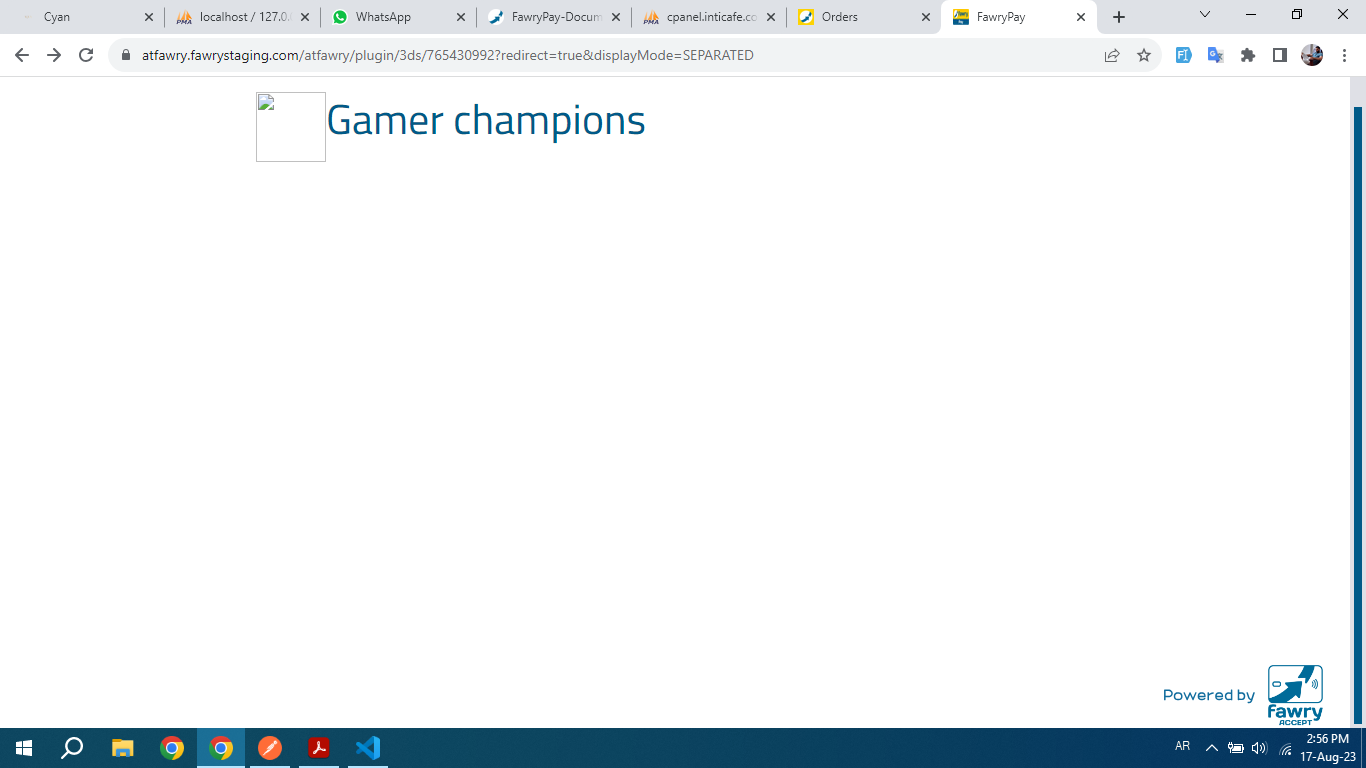 Cyan
localhost / 127.0.
WhatsApp
FawryPay-Docum
cpanel.inticafe.co
Orders
FawryPay
atfawry.fawrystaging.com/atfawry/plugin/3ds/765430992?redirect=true&displayMode=SEPARATED
Gamer champions
Powered by
fawry
ACCEPT
AR
2:56 PM
17-Aug-23